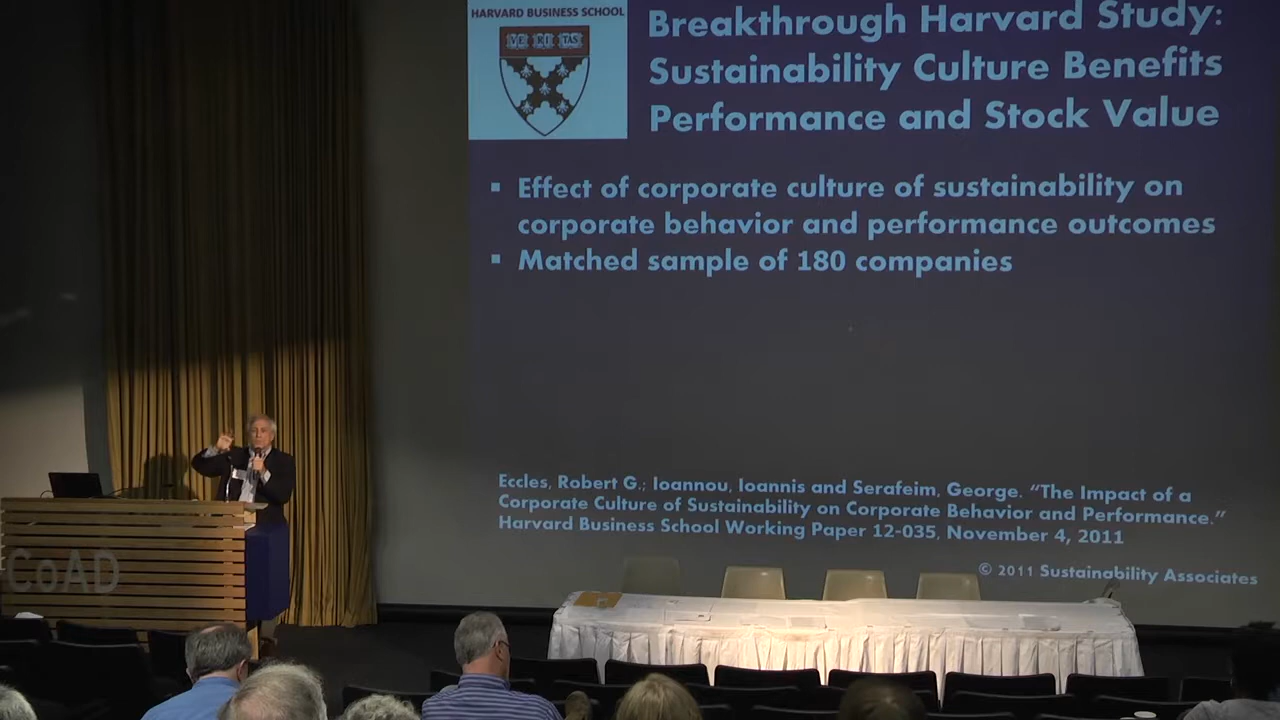 HARVARD BUSINESS SCHOOL
VE RI TAS
Breakthrough Harvard Study:
Sustainability Culture Benefits
Performance and Stock Value
▪ Effect of corporate culture of sustainability on
corporate behavior and performance outcomes
▪ Matched sample of 180 companies
Eccles, Robert G.; Ioannou, Ioannis and Serafeim, George. “The Impact of a
Corporate Culture of Sustainability on Corporate Behavior and Performance.”
Harvard Business School Working Paper 12-035, November 4, 2011
© 2011 Sustainability Associates
CoAD